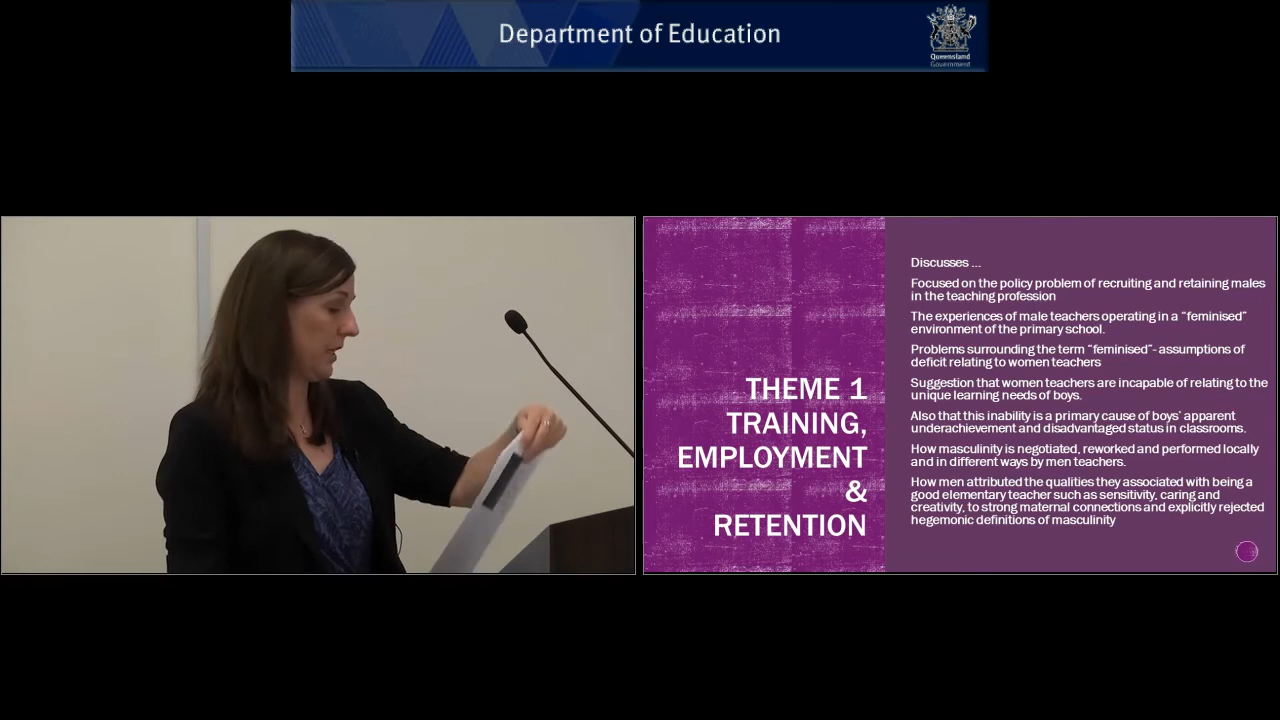 Department of Education
Queensland
Government
THEME 1
TRAINING,
EMPLOYMENT
&
RETENTION
Discusses ...
Focused on the policy problem of recruiting and retaining males
in the teaching profession
The experiences of male teachers operating in a "feminised"
environment of the primary school.
Problems surrounding the term "feminised"- assumptions of
deficit relating to women teachers
Suggestion that women teachers are incapable of relating to the
unique learning needs of boys.
Also that this inability is a primary cause of boys' apparent
underachievement and disadvantaged status in classrooms.
How masculinity is negotiated, reworked and performed locally
and in different ways by men teachers.
How men attributed the qualities they associated with being a
good elementary teacher such as sensitivity, caring and
creativity, to strong maternal connections and explicitly rejected
hegemonic definitions of masculinity